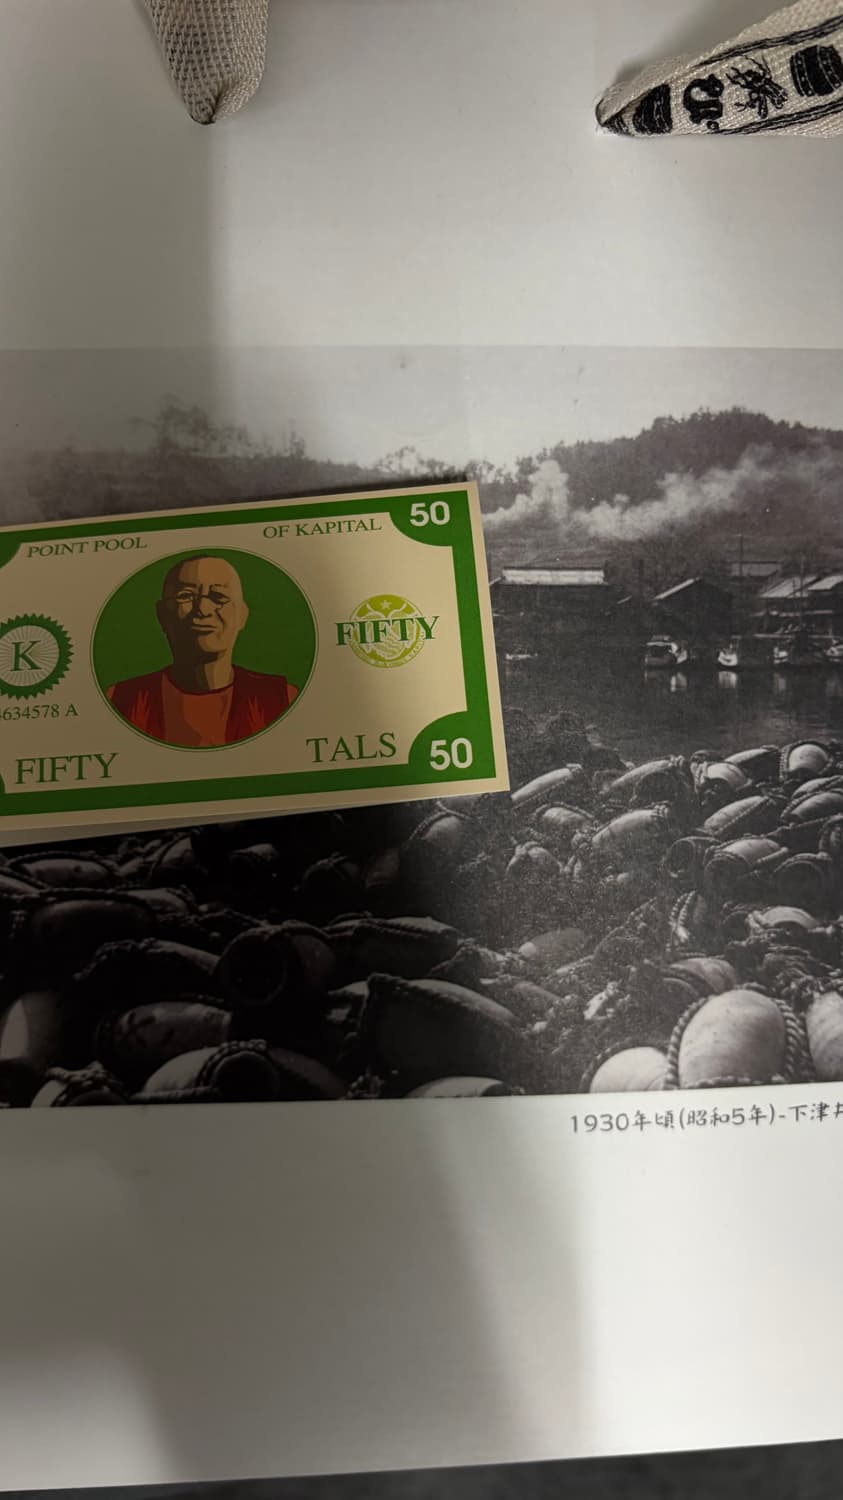 50
POINT POOL
OF KAPITAL
FIFTY
K
4634578 A
FIFTY
TALS
50
1930年頃(昭和5年)-下津井